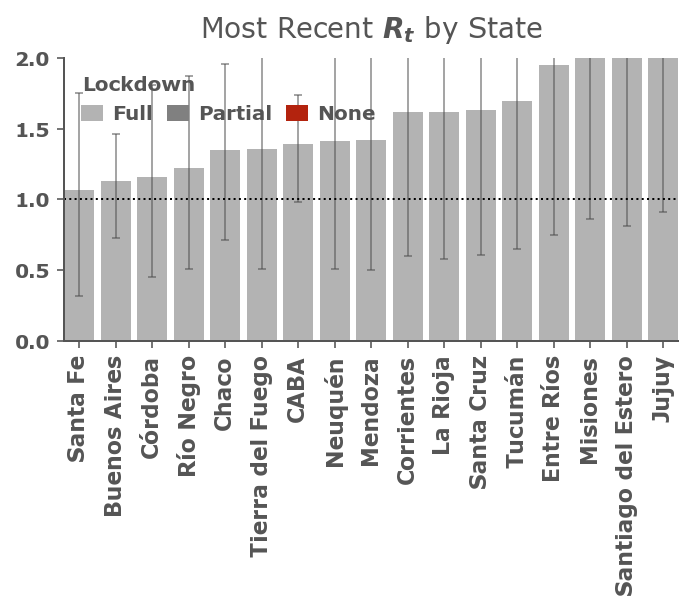 Most Recent Rₜ by State
2.0
Lockdown
Full Partial None
1.5
1.0
0.5
0.0
Santa Fe
Buenos Aires
Córdoba
Río Negro
Chaco
Tierra del Fuego
CABA
Neuquén
Mendoza
Corrientes
La Rioja
Santa Cruz
Tucumán
Entre Ríos
Misiones
Santiago del Estero
Jujuy